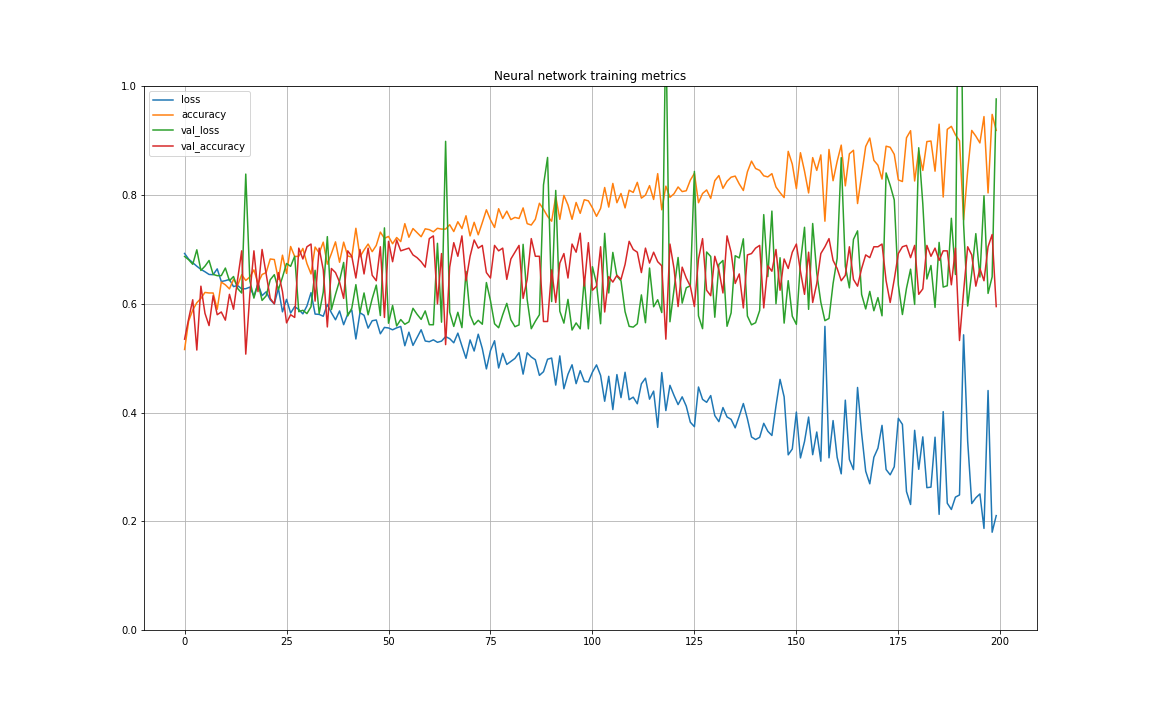 Neural network training metrics
1.0
0.8
0.6
0.4
0.2
0.0
loss
accuracy
val_loss
val_accuracy
0 25 50 75 100 125 150 175 200